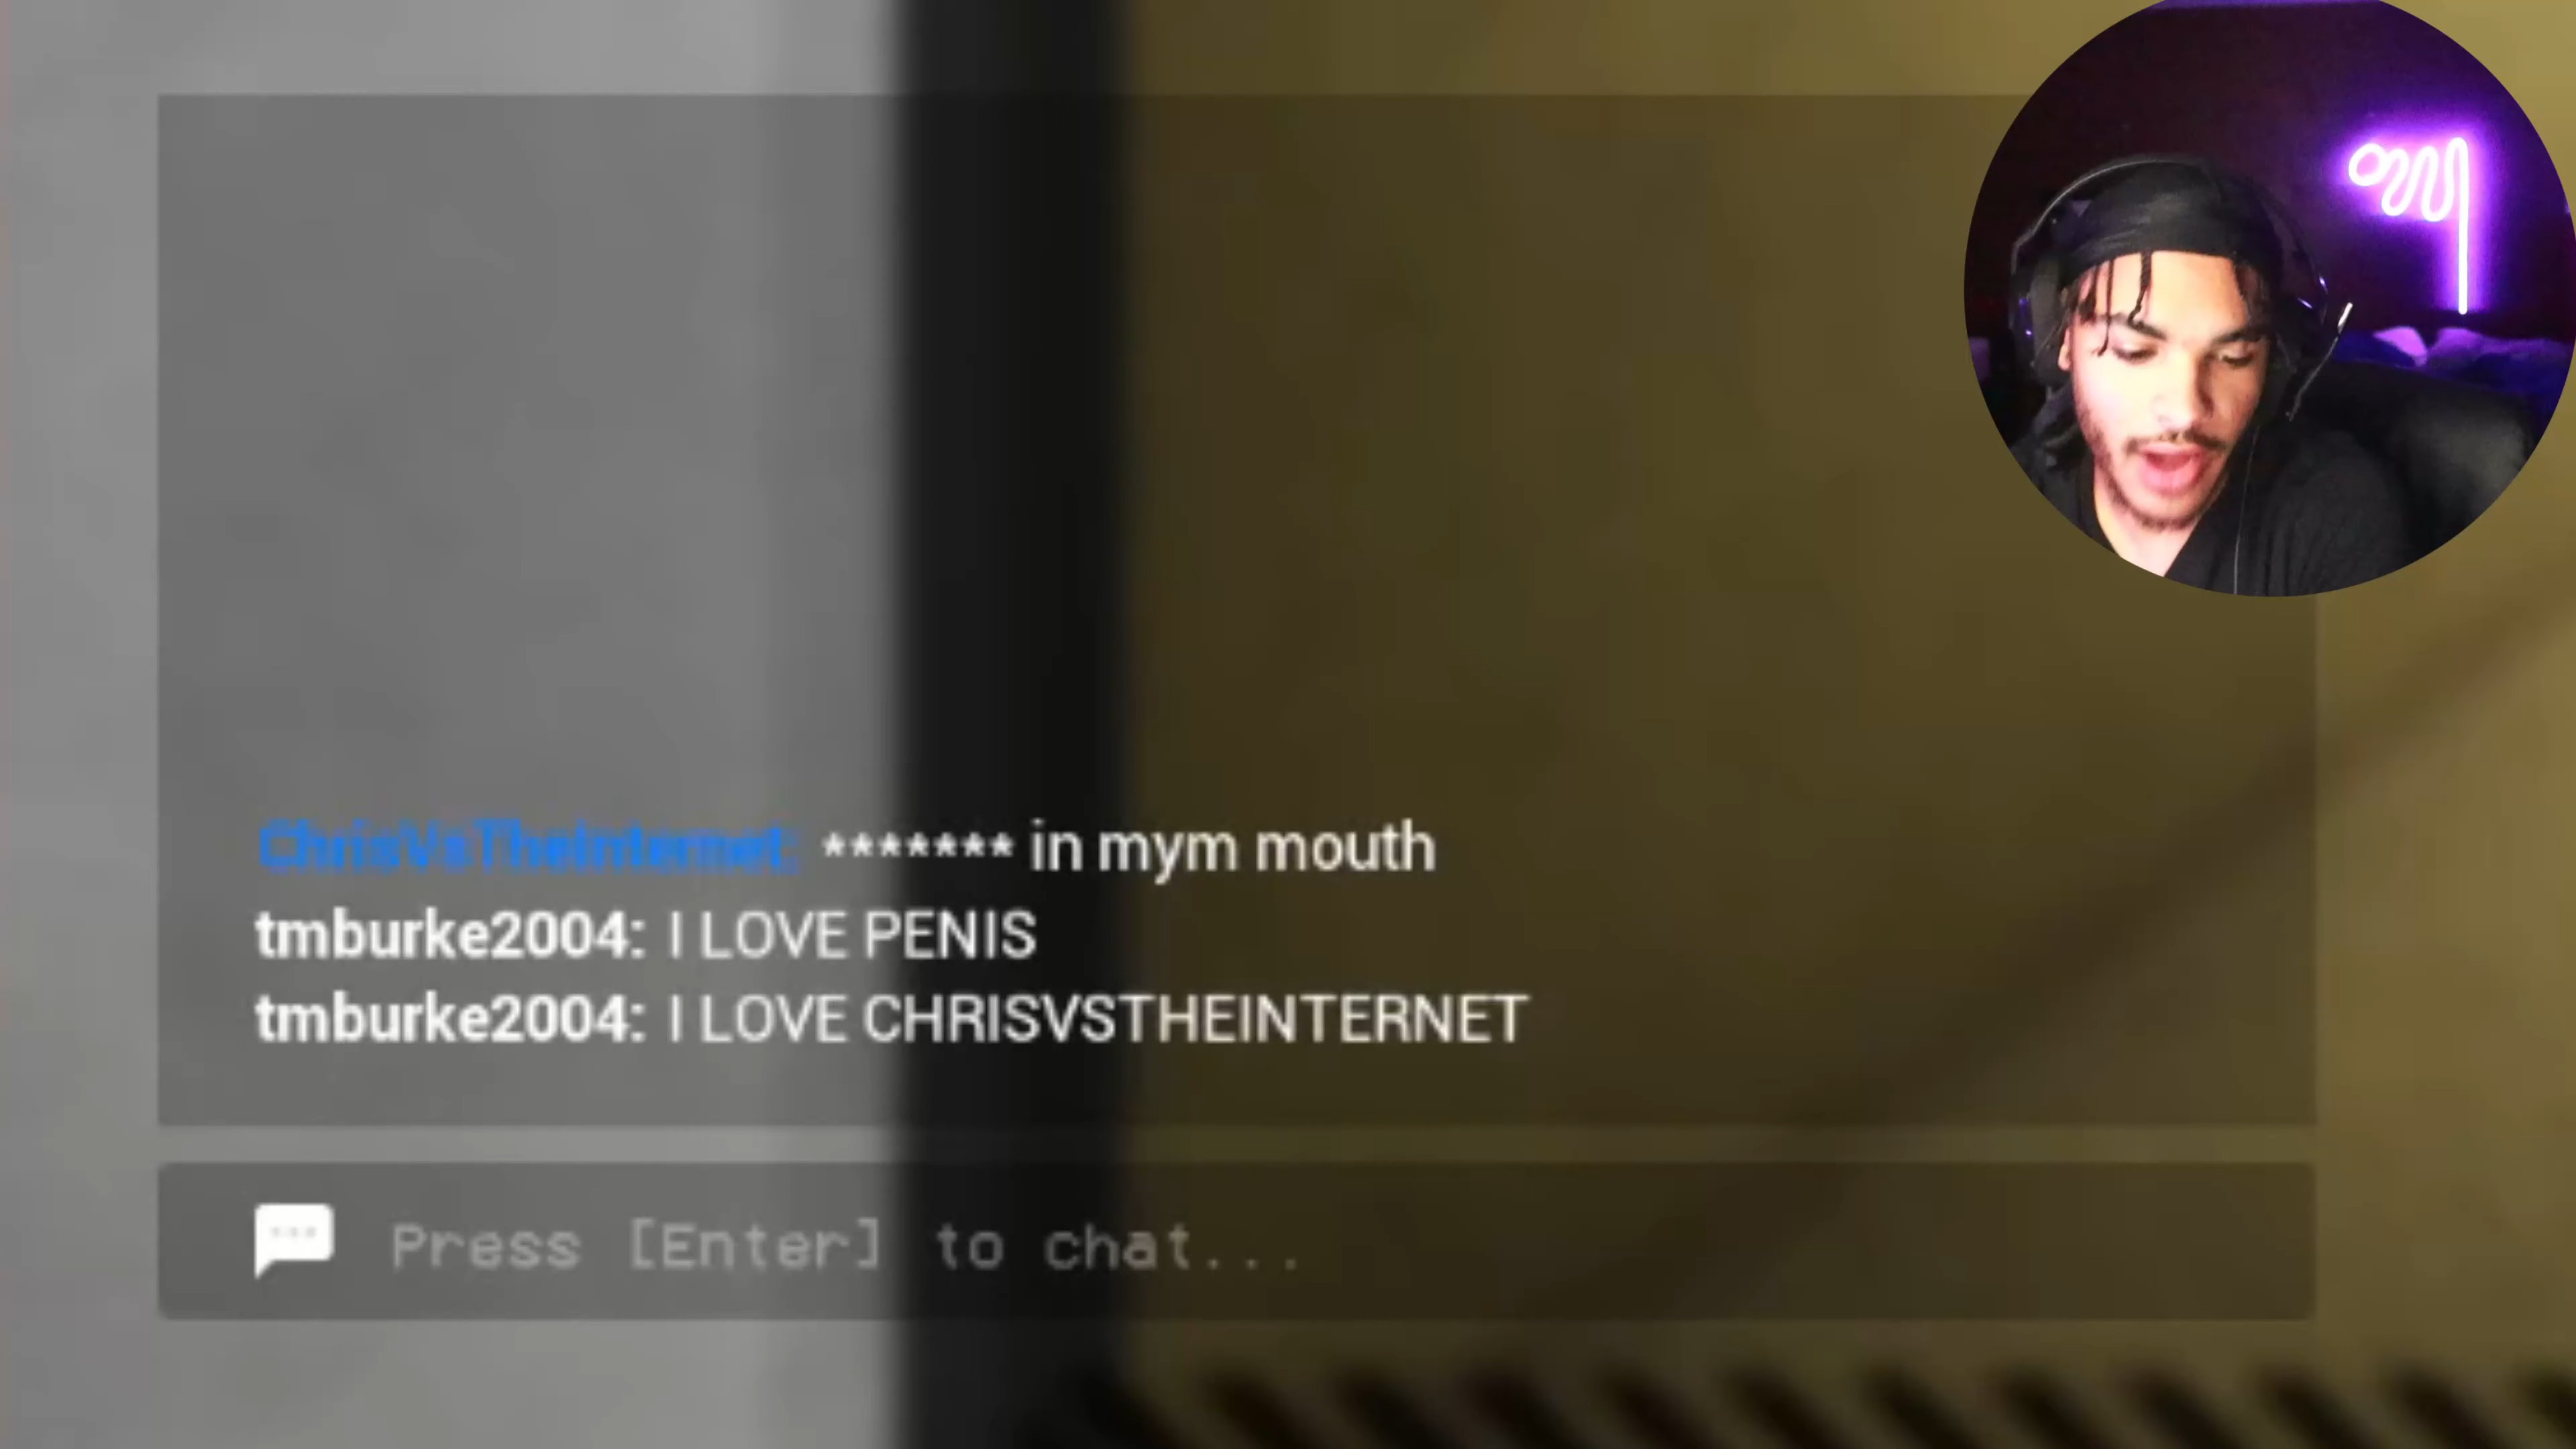 ChrisVsTheInternet: ******* in mym mouth
tmburke2004: I LOVE PENIS
tmburke2004: I LOVE CHRISVSTHEINTERNET
Press [Enter] to chat...